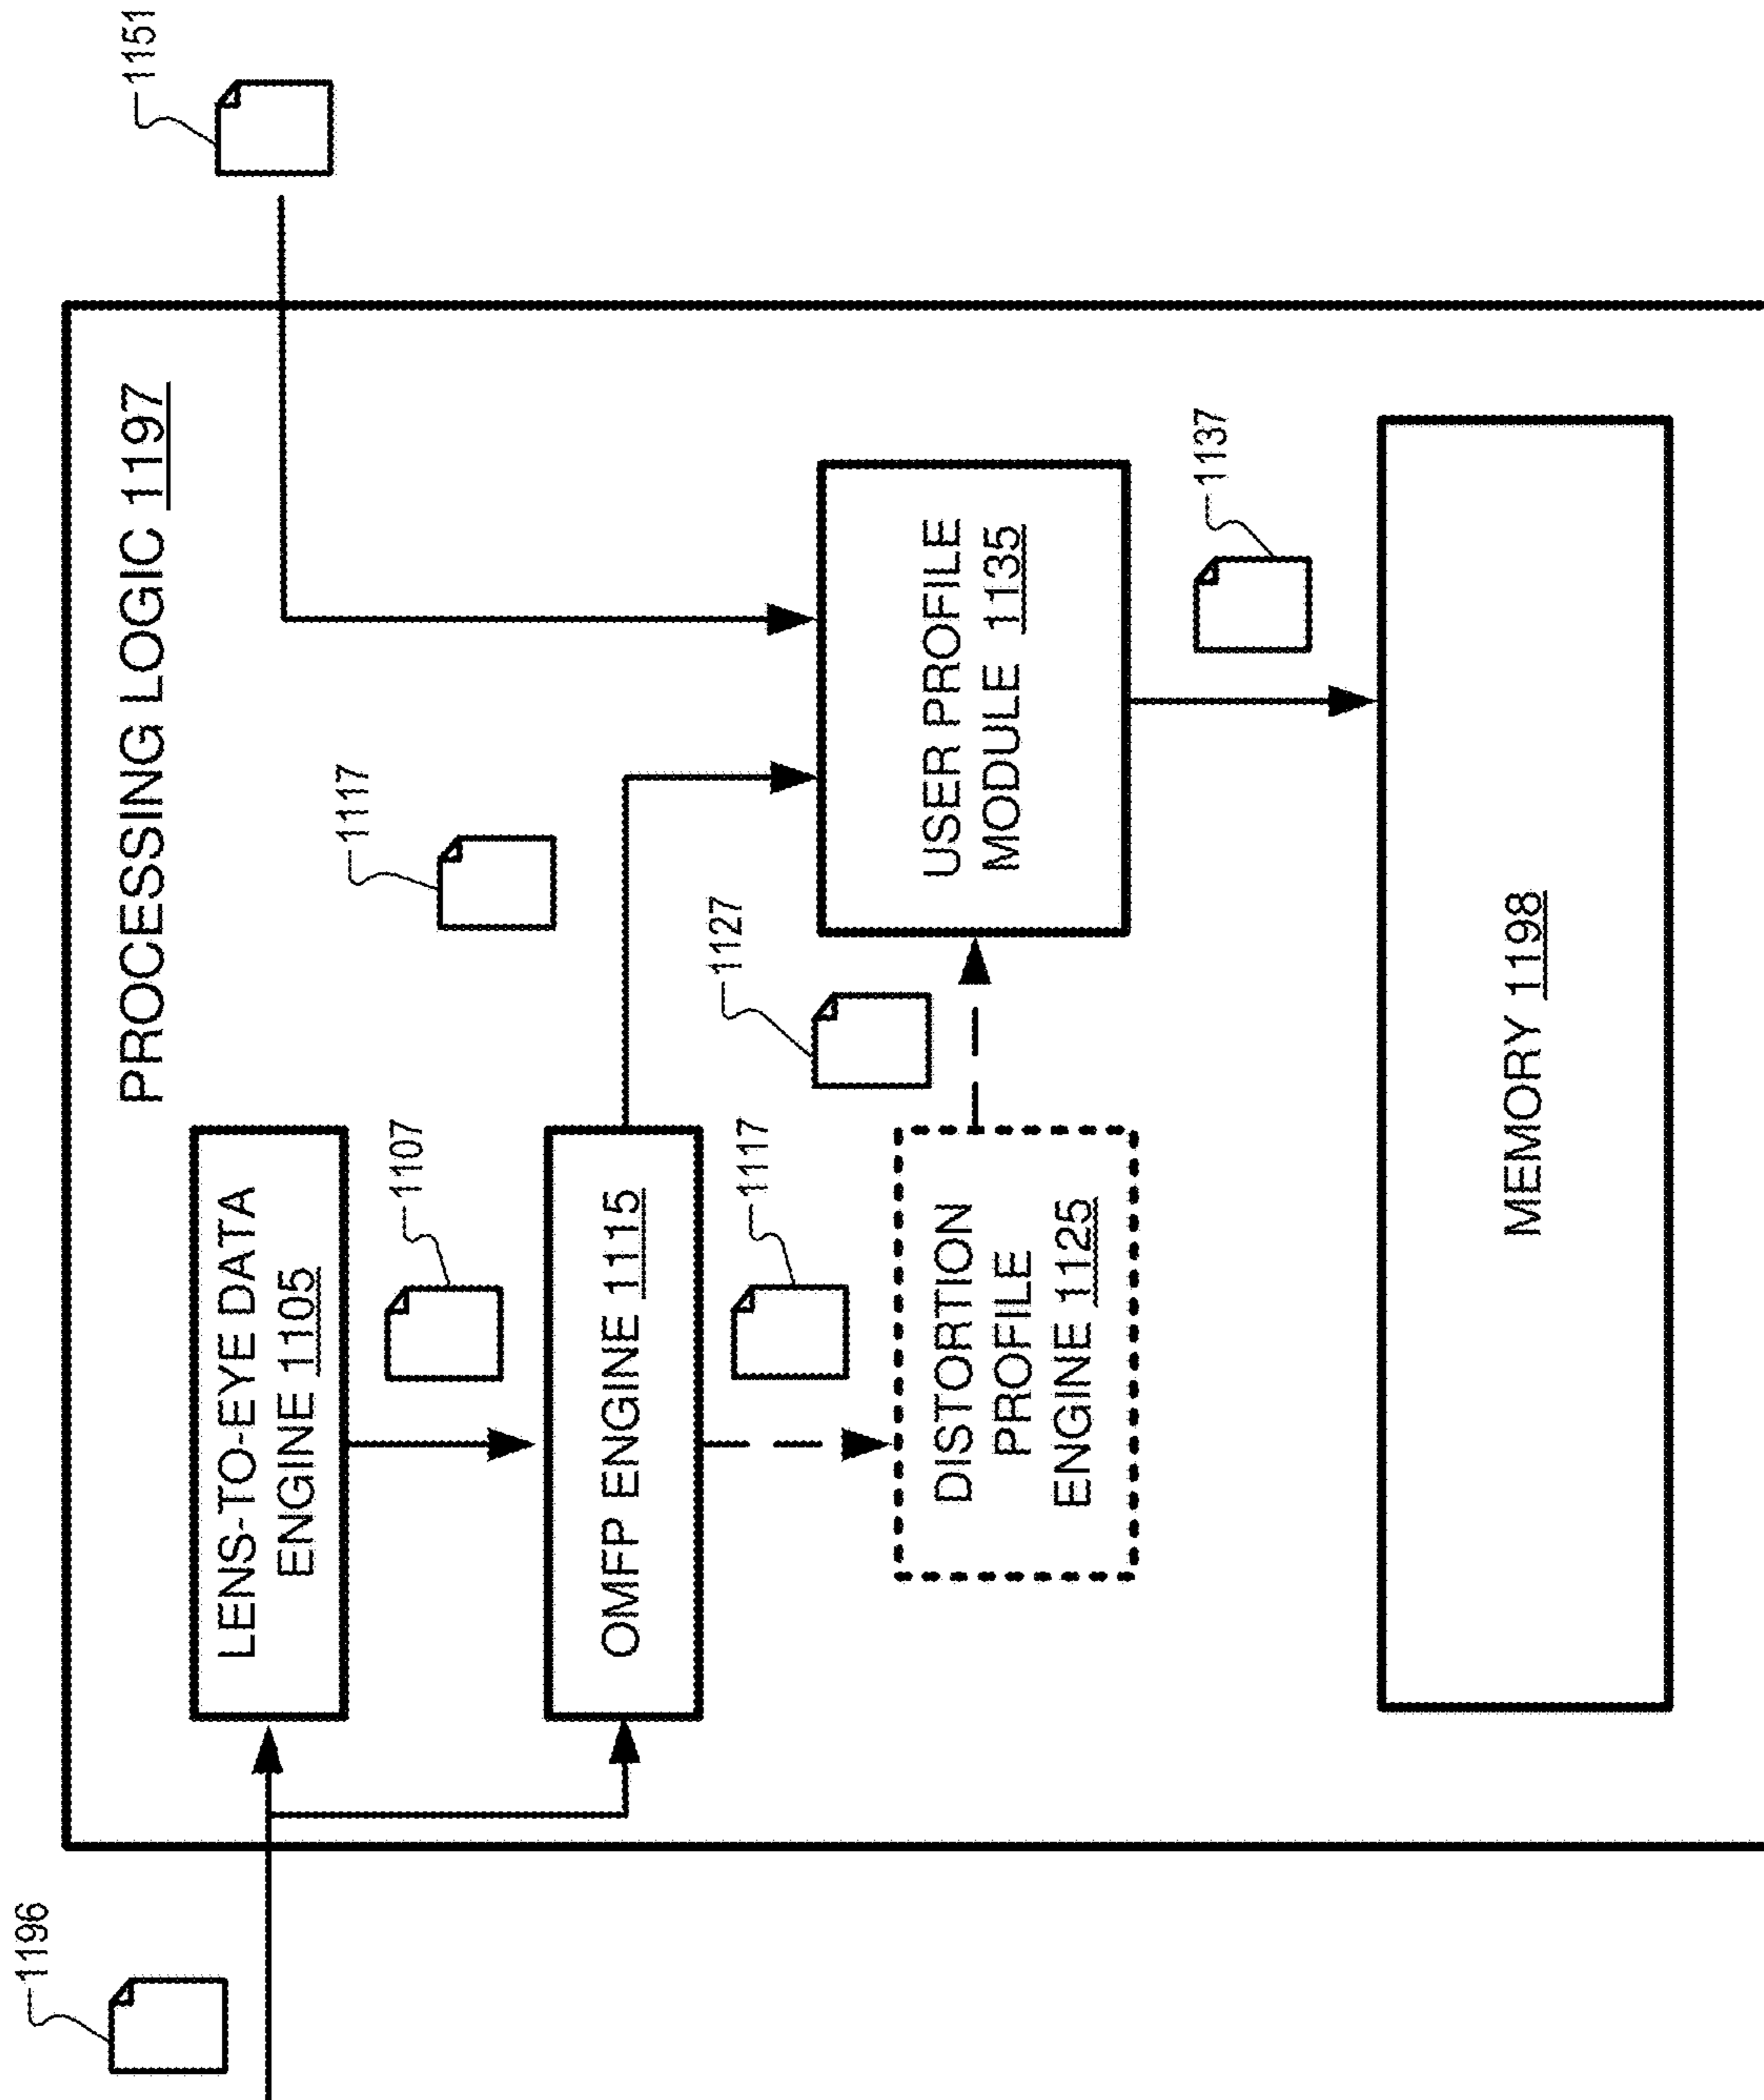 PROCESSING LOGIC 1197
1196
1151
LENS-TO-EYE DATA
ENGINE 1105
1107
1117
OMFP ENGINE 1115
1117
1127
DISTORTION
PROFILE
ENGINE 1125
USER PROFILE
MODULE 1135
1137
MEMORY 1198